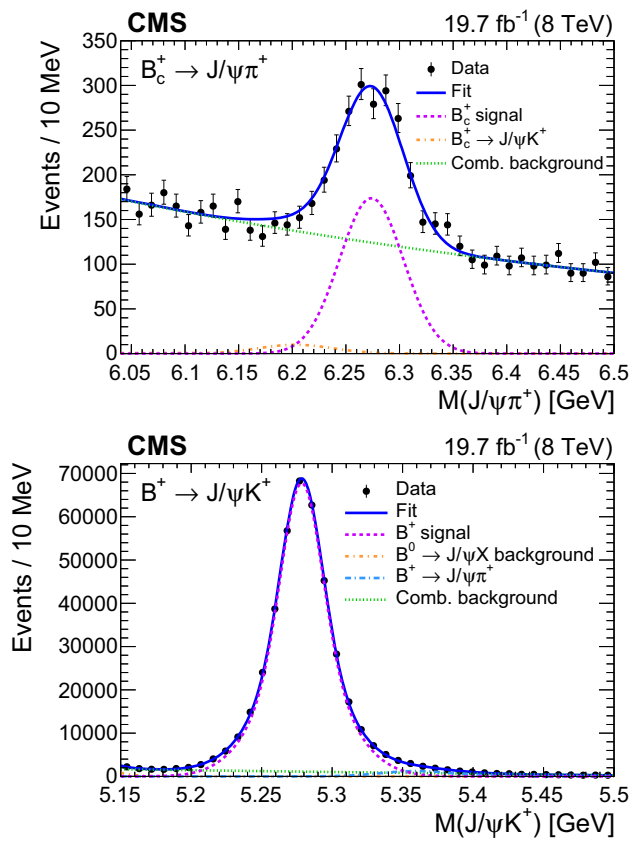 CMS 19.7 fb⁻¹ (8 TeV)
Events / 10 MeV
350
300
250
200
150
100
50
0
B⁺c → J/ψπ⁺
Data
Fit
B⁺c signal
B⁺c → J/ψK⁺
Comb. background
6.05 6.1 6.15 6.2 6.25 6.3 6.35 6.4 6.45 6.5
M(J/ψπ⁺) [GeV]
CMS 19.7 fb⁻¹ (8 TeV)
Events / 10 MeV
70000
60000
50000
40000
30000
20000
10000
0
B⁺ → J/ψK⁺
Data
Fit
B⁺ signal
B⁰ → J/ψX background
B⁺ → J/ψπ⁺
Comb. background
5.15 5.2 5.25 5.3 5.35 5.4 5.45 5.5
M(J/ψK⁺) [GeV]